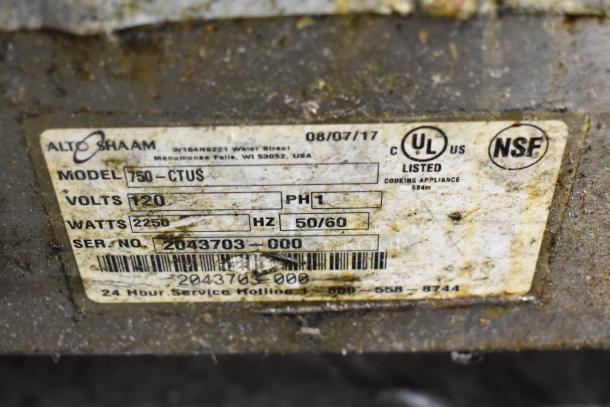 ALTO SHAAM
08/07/17
W164N9221 Water Street
Menomonee Falls, WI 53052, USA
C UL US
LISTED
COOKING APPLIANCE
584m
NSF
MODEL 750-CTUS
VOLTS 120 PH 1
WATTS 2250 HZ 50/60
SER. NO. 2043703-000
2043703-000
24 Hour Service Hotline 1-800-558-8744